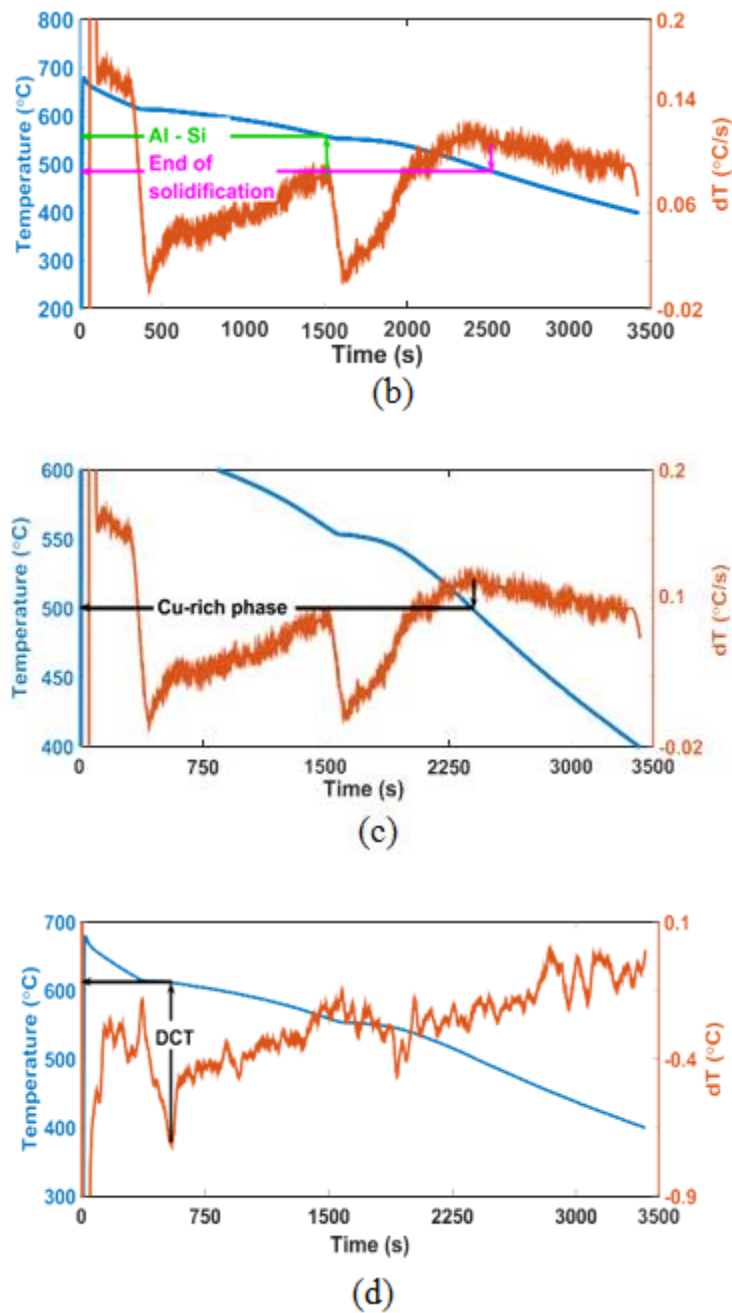 800
700
600
500
400
300
200
Temperature (°C)
Al - Si
End of
solidification
0.2
0.14
0.06
-0.02
dT (°C/s)
0
500
1000
1500
2000
2500
3000
3500
Time (s)
(b)
600
550
500
450
400
Temperature (°C)
Cu-rich phase
0.2
0.1
-0.02
dT (°C/s)
0
750
1500
2250
3000
3500
Time (s)
(c)
700
600
500
400
300
Temperature (°C)
DCT
0.1
-0.4
-0.9
dT (°C)
0
750
1500
2250
3000
3500
Time (s)
(d)